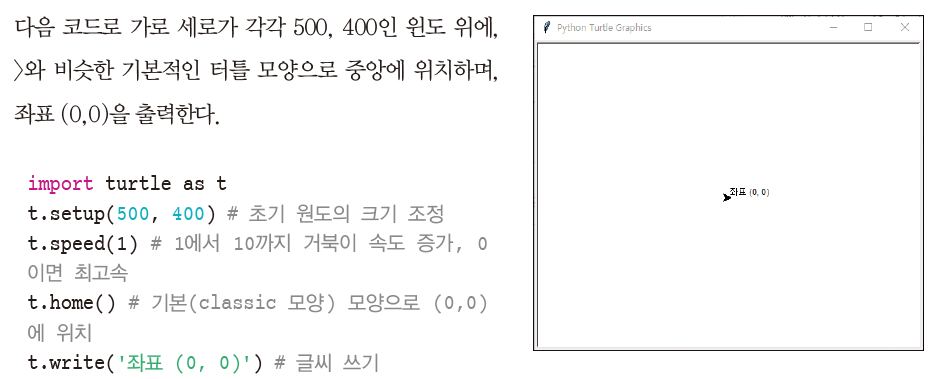 다음 코드로 가로 세로가 각각 500, 400인 윈도 위에,
〉와 비슷한 기본적인 터틀 모양으로 중앙에 위치하며,
좌표 (0,0)을 출력한다.
import turtle as t
t.setup(500, 400) # 초기 원도의 크기 조정
t.speed(1) # 1에서 10까지 거북이 속도 증가, 0
이면 최고속
t.home() # 기본(classic 모양) 모양으로 (0,0)
에 위치
t.write('좌표 (0, 0)') # 글씨 쓰기
Python Turtle Graphics
좌표 (0, 0)